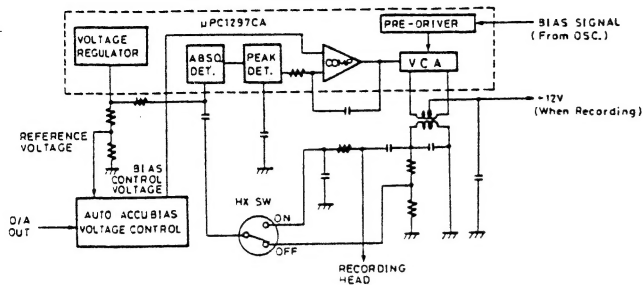 μPC1297CA
VOLTAGE
REGULATOR
ABSO.
DET.
PEAK
DET.
COMP
PRE-DRIVER
VCA
BIAS SIGNAL
(From OSC.)
+12V
(When Recording)
REFERENCE
VOLTAGE
BIAS
CONTROL
VOLTAGE
D/A
OUT
AUTO ACCUBIAS
VOLTAGE CONTROL
HX SW
ON
OFF
RECORDING
HEAD